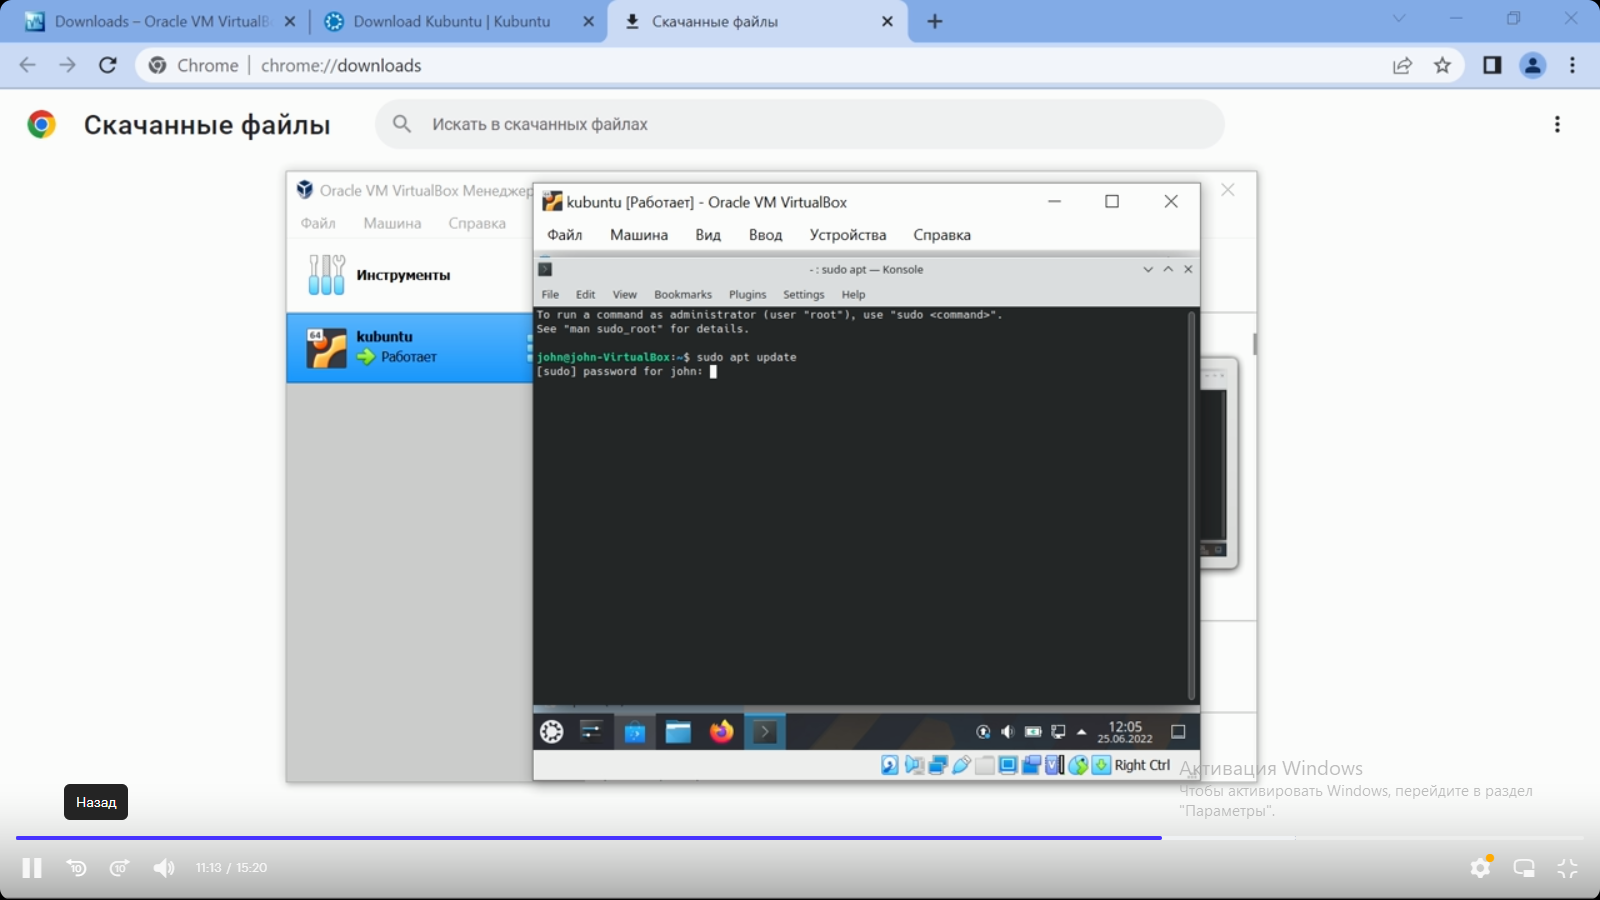 Downloads – Oracle VM VirtualB
Download Kubuntu | Kubuntu
Скачанные файлы
Chrome
chrome://downloads
Скачанные файлы
Искать в скачанных файлах
Oracle VM VirtualBox Менеджер
Файл Машина Справка
Инструменты
64
kubuntu
Работает
kubuntu [Работает] - Oracle VM VirtualBox
Файл Машина Вид Ввод Устройства Справка
- : sudo apt — Konsole
File Edit View Bookmarks Plugins Settings Help
To run a command as administrator (user "root"), use "sudo <command>".
See "man sudo_root" for details.
john@john-VirtualBox:~$ sudo apt update
[sudo] password for john:
12:05
25.06.2022
Right Ctrl
Активация Windows
Чтобы активировать Windows, перейдите в раздел
"Параметры".
Назад
10
10
11:13 / 15:20